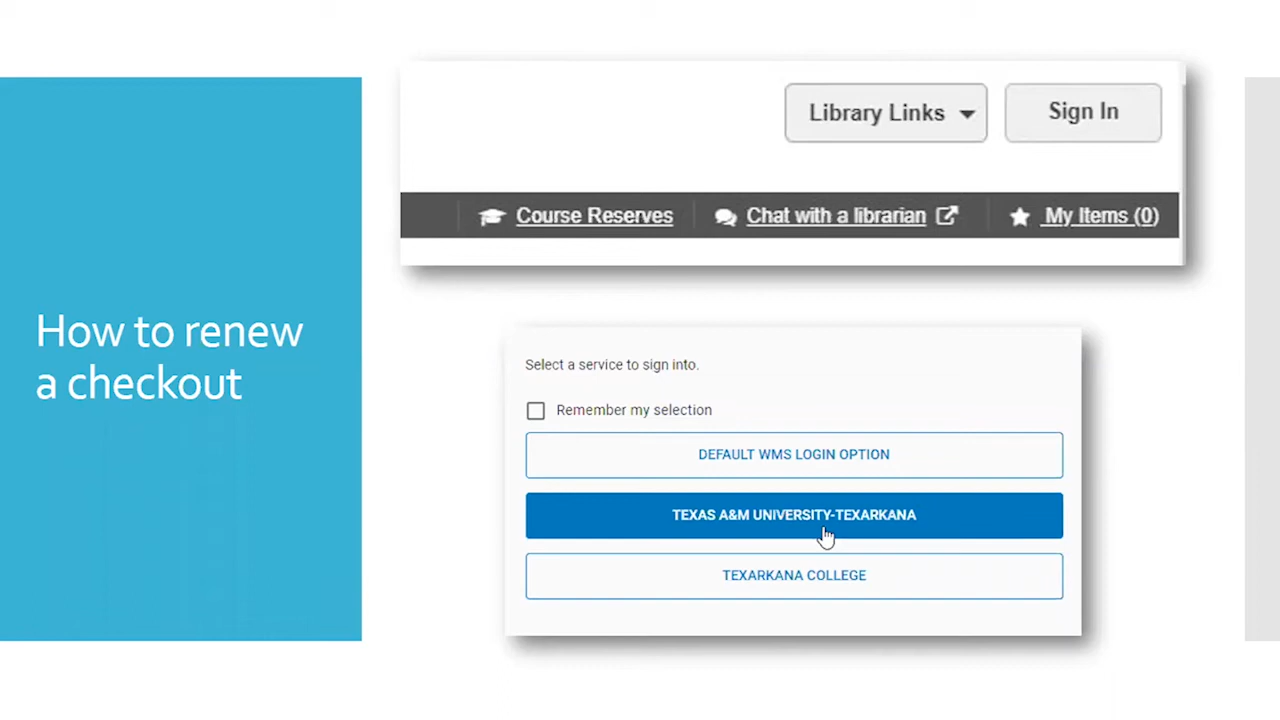 How to renew
a checkout
Library Links
Sign In
Course Reserves
Chat with a librarian
My Items (0)
Select a service to sign into.
Remember my selection
DEFAULT WMS LOGIN OPTION
TEXAS A&M UNIVERSITY-TEXARKANA
TEXARKANA COLLEGE